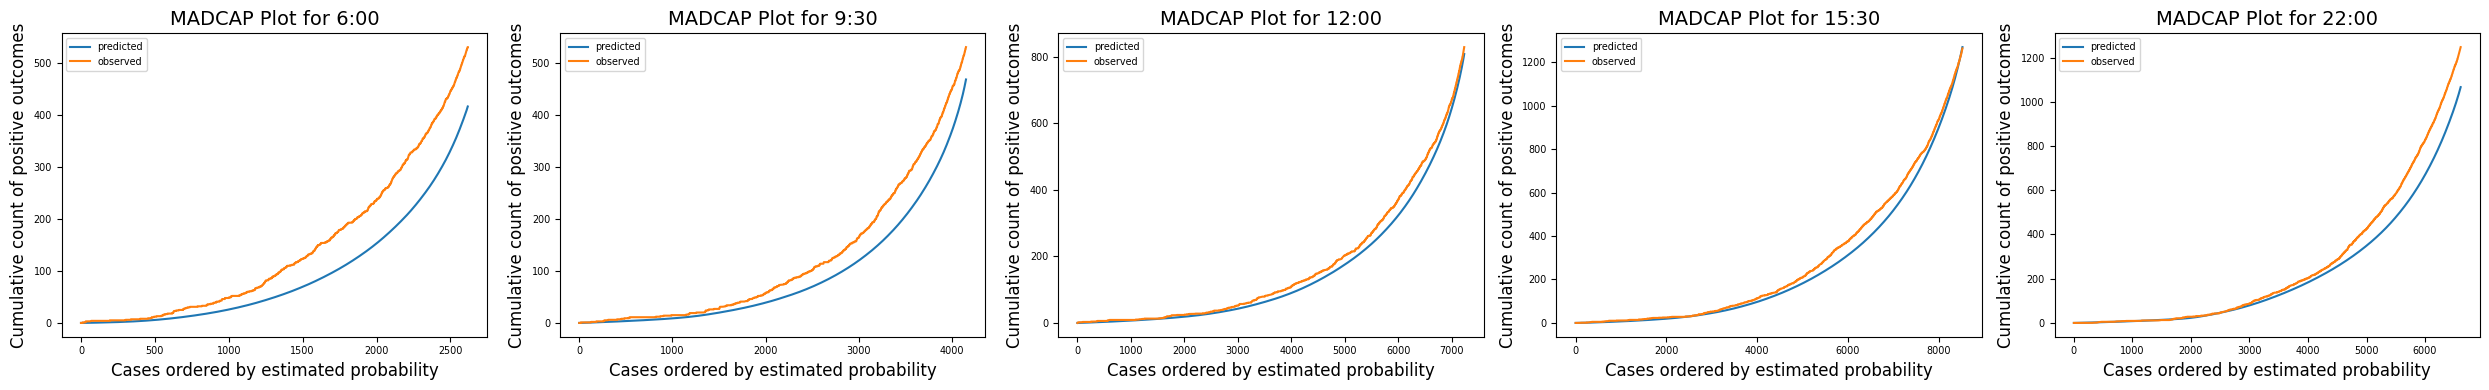 MADCAP Plot for 6:00
predicted
observed
Cumulative count of positive outcomes
500
400
300
200
100
0
0 500 1000 1500 2000 2500
Cases ordered by estimated probability
MADCAP Plot for 9:30
predicted
observed
Cumulative count of positive outcomes
500
400
300
200
100
0
0 1000 2000 3000 4000
Cases ordered by estimated probability
MADCAP Plot for 12:00
predicted
observed
Cumulative count of positive outcomes
800
600
400
200
0
0 1000 2000 3000 4000 5000 6000 7000
Cases ordered by estimated probability
MADCAP Plot for 15:30
predicted
observed
Cumulative count of positive outcomes
1200
1000
800
600
400
200
0
0 2000 4000 6000 8000
Cases ordered by estimated probability
MADCAP Plot for 22:00
predicted
observed
Cumulative count of positive outcomes
1200
1000
800
600
400
200
0
0 1000 2000 3000 4000 5000 6000
Cases ordered by estimated probability